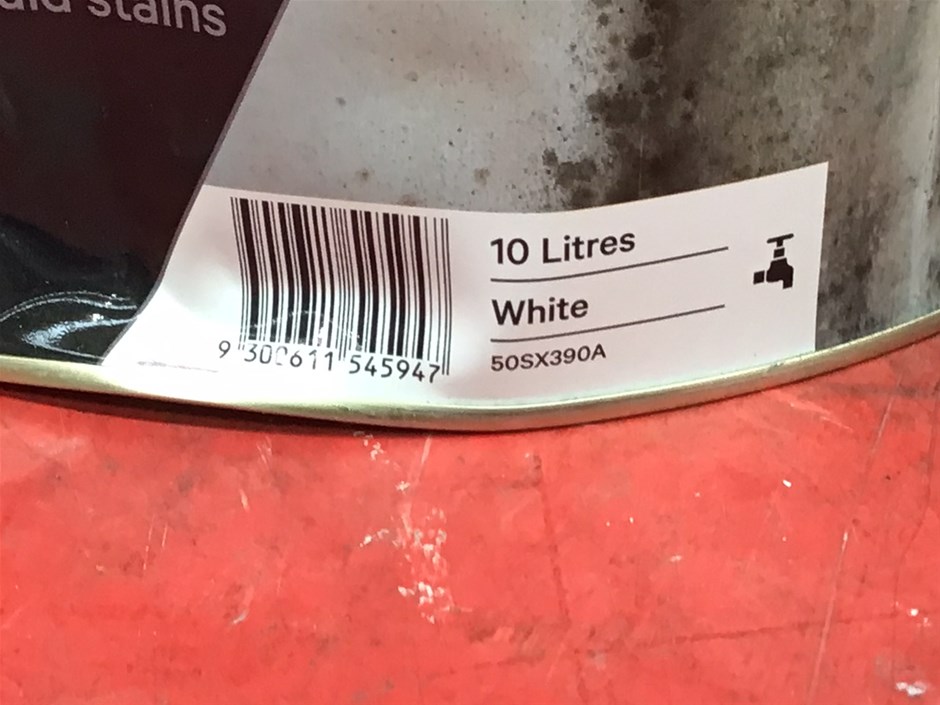 stains
10 Litres
White
50SX390A
9 300611 545947